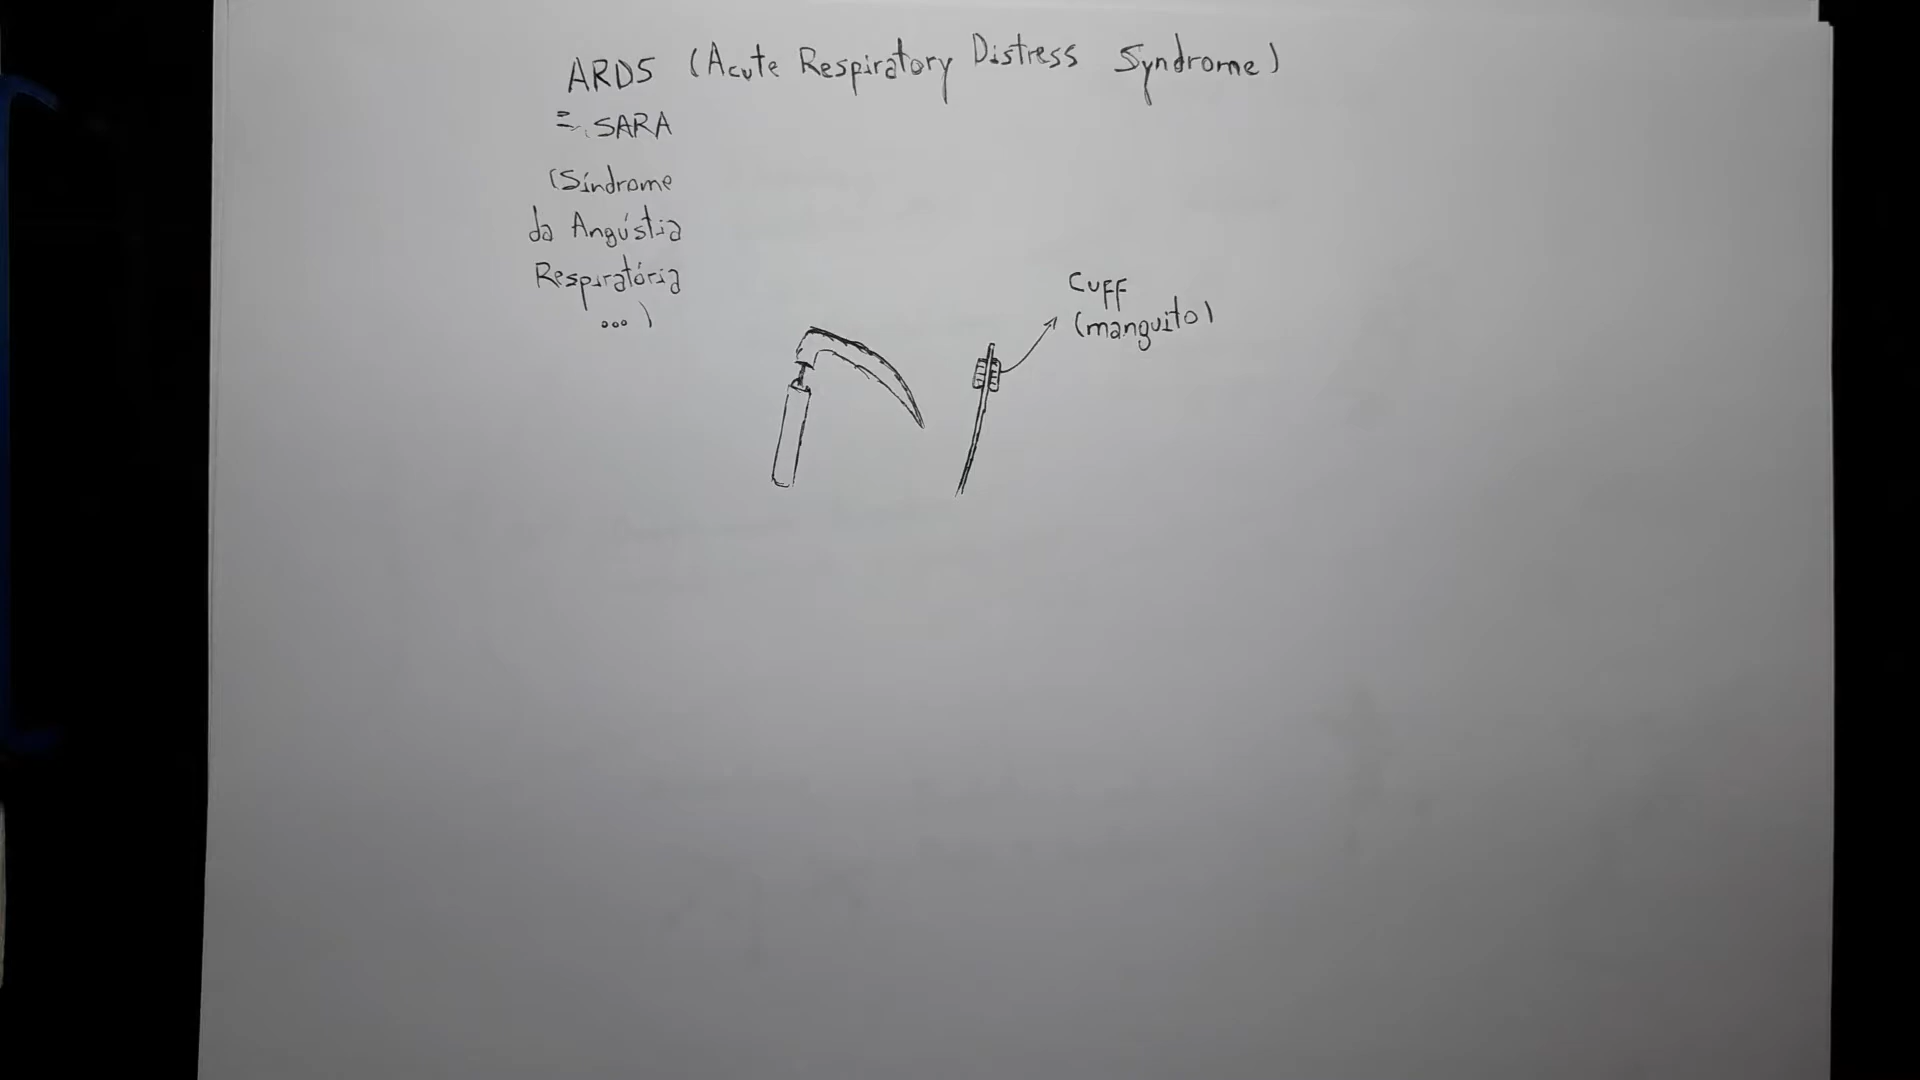 ARDS (Acute Respiratory Distress Syndrome)
= SARA
(Síndrome
da Angústia
Respiratória
...)
Cuff
(manguito)